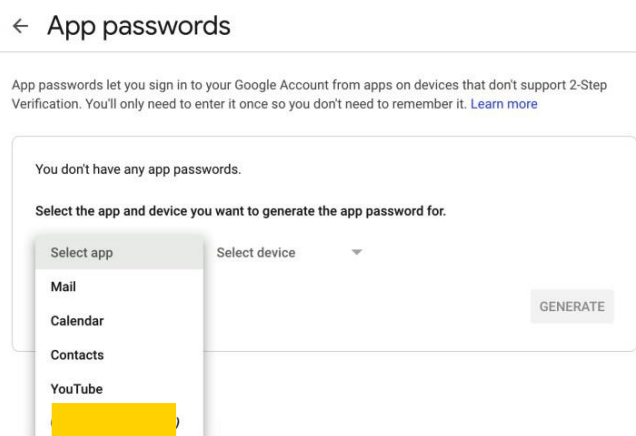 ← App passwords
App passwords let you sign in to your Google Account from apps on devices that don't support 2-Step
Verification. You'll only need to enter it once so you don't need to remember it. Learn more
You don't have any app passwords.
Select the app and device you want to generate the app password for.
Select app Select device
Mail
Calendar
GENERATE
Contacts
YouTube